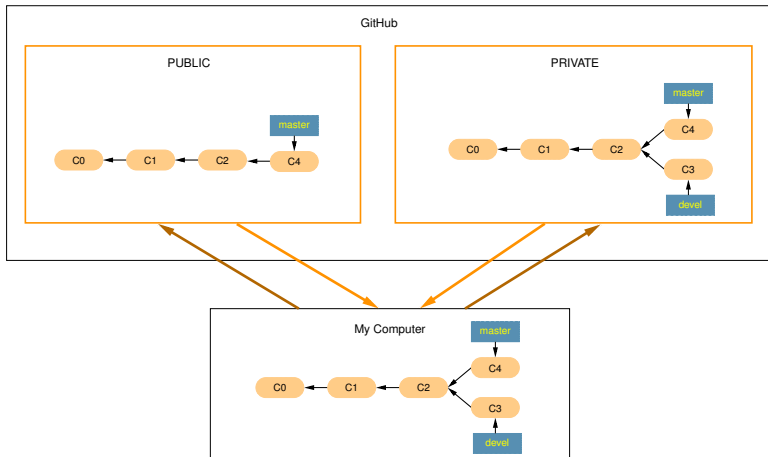 GitHub
PUBLIC
master
C0 C1 C2 C4
PRIVATE
master
C4
C0 C1 C2
C3
devel
My Computer
master
C4
C0 C1 C2
C3
devel